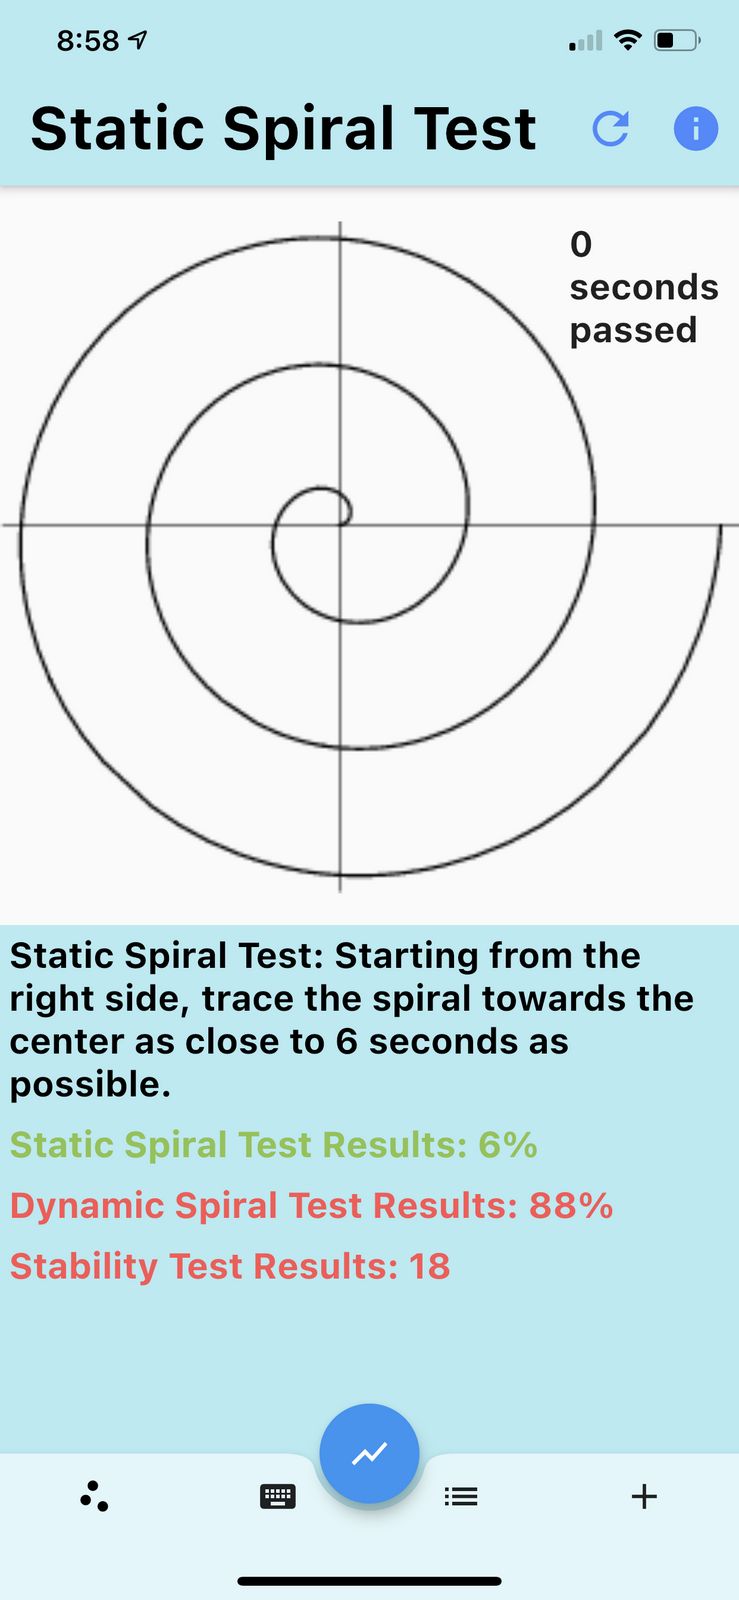 8:58
Static Spiral Test
0
seconds
passed
Static Spiral Test: Starting from the
right side, trace the spiral towards the
center as close to 6 seconds as
possible.
Static Spiral Test Results: 6%
Dynamic Spiral Test Results: 88%
Stability Test Results: 18